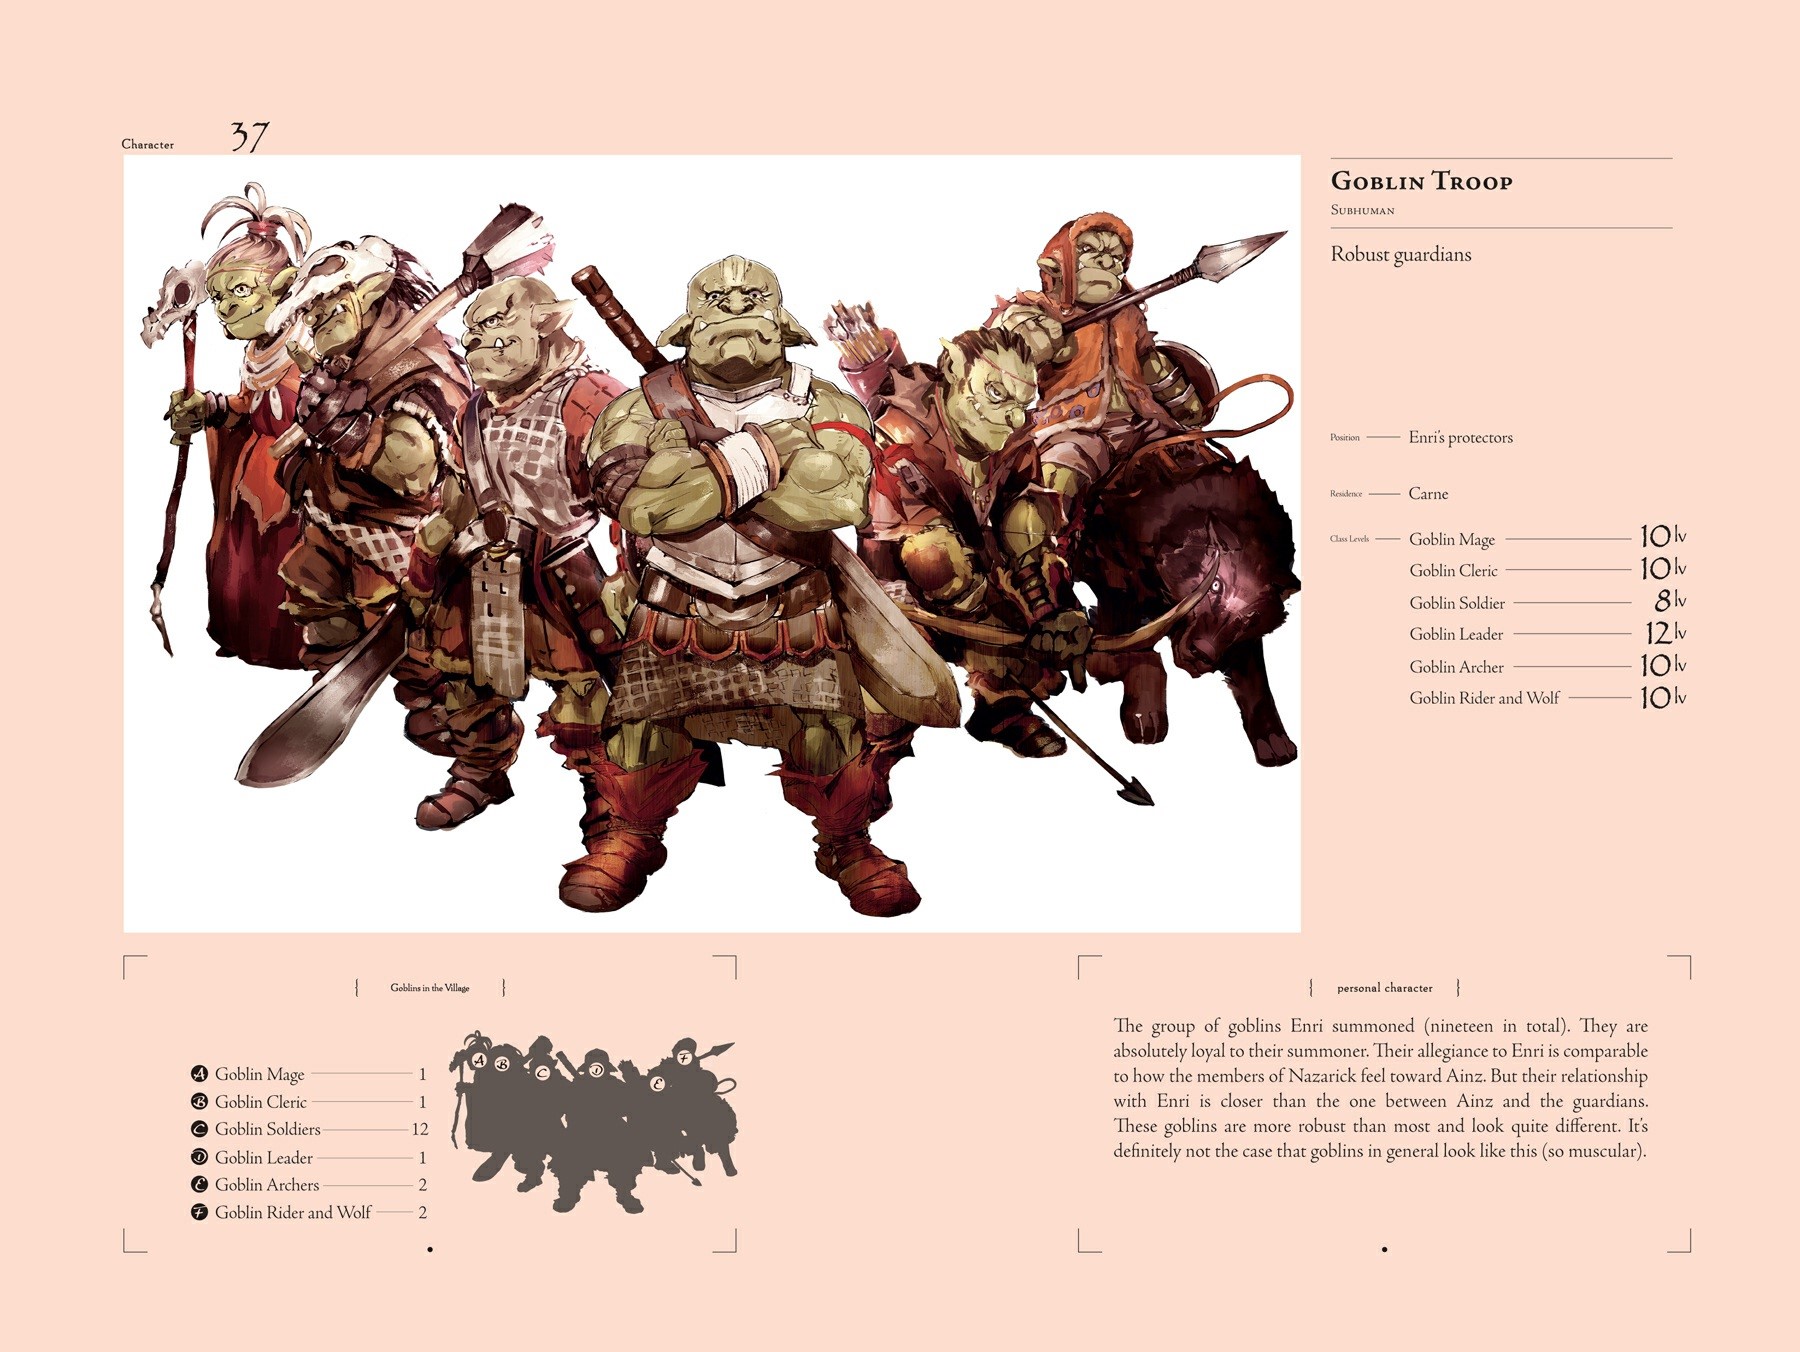 Character 37
GOBLIN TROOP
SUBHUMAN
Robust guardians
Position Enri's protectors
Residence Carne
Class Levels Goblin Mage 10 lv
Goblin Cleric 10 lv
Goblin Soldier 8 lv
Goblin Leader 12 lv
Goblin Archer 10 lv
Goblin Rider and Wolf 10 lv
{ Goblins in the Village }
A Goblin Mage 1
B Goblin Cleric 1
C Goblin Soldiers 12
D Goblin Leader 1
E Goblin Archers 2
F Goblin Rider and Wolf 2
A B C D E F
{ personal character }
The group of goblins Enri summoned (nineteen in total). They are
absolutely loyal to their summoner. Their allegiance to Enri is comparable
to how the members of Nazarick feel toward Ainz. But their relationship
with Enri is closer than the one between Ainz and the guardians.
These goblins are more robust than most and look quite different. It's
definitely not the case that goblins in general look like this (so muscular).